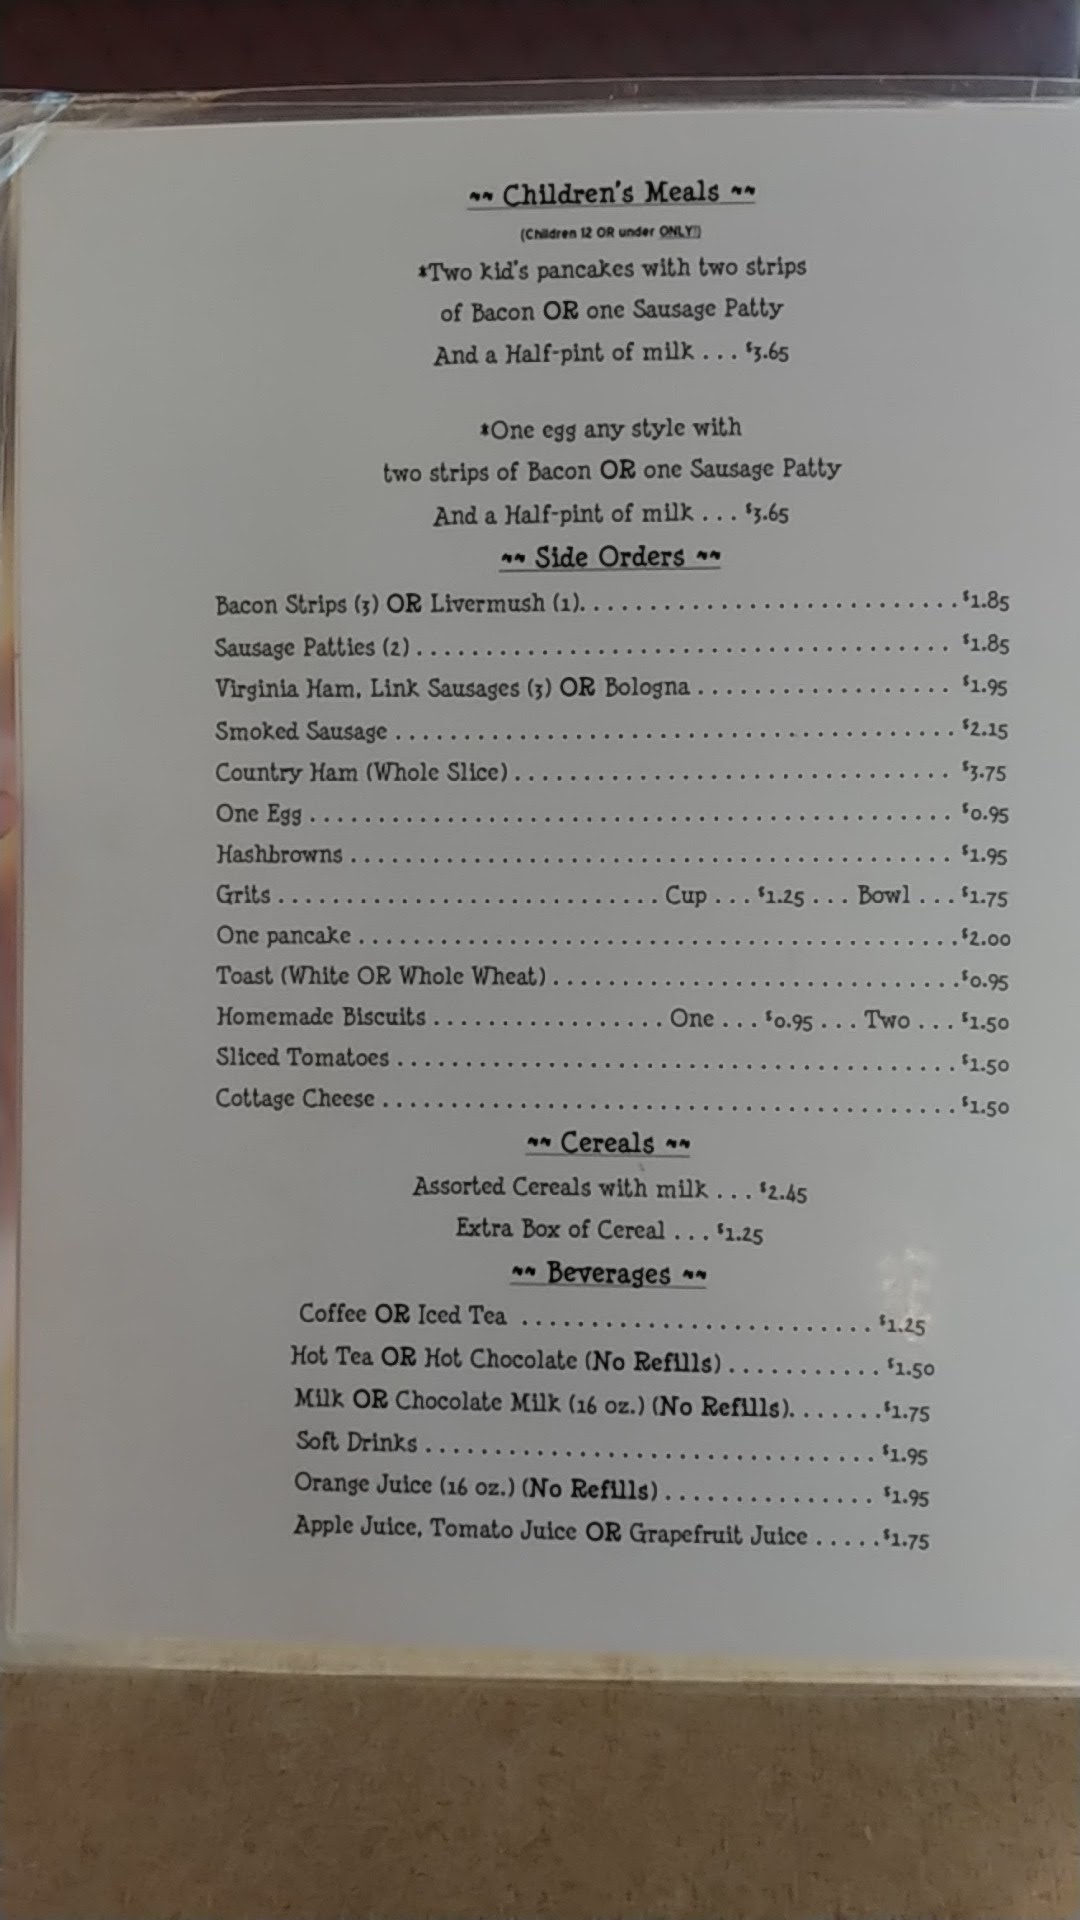 ~~ Children's Meals ~~
(Children 12 OR under ONLY!)
*Two kid's pancakes with two strips
of Bacon OR one Sausage Patty
And a Half-pint of milk . . . $3.65
*One egg any style with
two strips of Bacon OR one Sausage Patty
And a Half-pint of milk . . . $3.65
~~ Side Orders ~~
Bacon Strips (3) OR Livermush (1). . . . . . . . . . . . . . . . . . . . . . . . . . . . $1.85
Sausage Patties (2) . . . . . . . . . . . . . . . . . . . . . . . . . . . . . . . . . . . . . . . $1.85
Virginia Ham, Link Sausages (3) OR Bologna . . . . . . . . . . . . . . . . . . . $1.95
Smoked Sausage . . . . . . . . . . . . . . . . . . . . . . . . . . . . . . . . . . . . . . . . . $2.15
Country Ham (Whole Slice) . . . . . . . . . . . . . . . . . . . . . . . . . . . . . . . . $3.75
One Egg . . . . . . . . . . . . . . . . . . . . . . . . . . . . . . . . . . . . . . . . . . . . . . . $0.95
Hashbrowns . . . . . . . . . . . . . . . . . . . . . . . . . . . . . . . . . . . . . . . . . . . . $1.95
Grits . . . . . . . . . . . . . . . . . . . . . . . . . . . . Cup . . . $1.25 . . . Bowl . . . $1.75
One pancake . . . . . . . . . . . . . . . . . . . . . . . . . . . . . . . . . . . . . . . . . . . . $2.00
Toast (White OR Whole Wheat) . . . . . . . . . . . . . . . . . . . . . . . . . . . . . . $0.95
Homemade Biscuits . . . . . . . . . . . . . . . . . One . . . $0.95 . . . Two . . . $1.50
Sliced Tomatoes . . . . . . . . . . . . . . . . . . . . . . . . . . . . . . . . . . . . . . . . . $1.50
Cottage Cheese . . . . . . . . . . . . . . . . . . . . . . . . . . . . . . . . . . . . . . . . . . $1.50
~~ Cereals ~~
Assorted Cereals with milk . . . $2.45
Extra Box of Cereal . . . $1.25
~~ Beverages ~~
Coffee OR Iced Tea . . . . . . . . . . . . . . . . . . . . . . . . . . $1.25
Hot Tea OR Hot Chocolate (No Refills) . . . . . . . . . . . $1.50
Milk OR Chocolate Milk (16 oz.) (No Refills). . . . . . . $1.75
Soft Drinks . . . . . . . . . . . . . . . . . . . . . . . . . . . . . . . . . $1.95
Orange Juice (16 oz.) (No Refills) . . . . . . . . . . . . . . . $1.95
Apple Juice, Tomato Juice OR Grapefruit Juice . . . . . $1.75